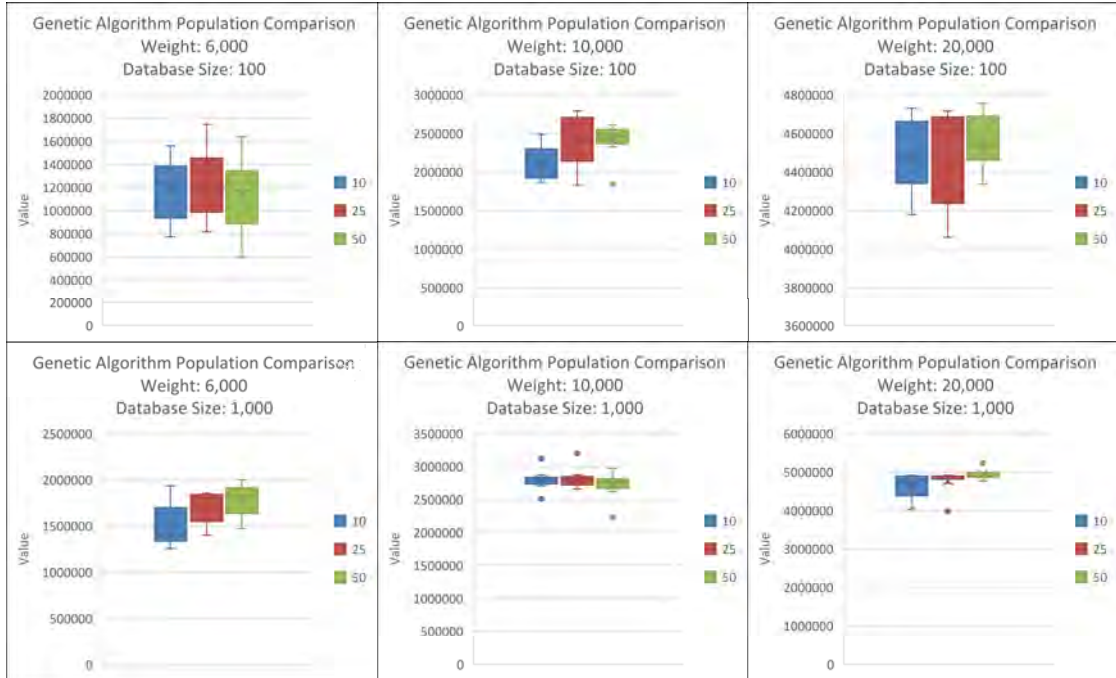 Genetic Algorithm Population Comparison
Weight: 6,000
Database Size: 100
2000000
1800000
1600000
1400000
1200000
1000000
800000
600000
400000
200000
0
Value
10
25
50
Genetic Algorithm Population Comparison
Weight: 10,000
Database Size: 100
3000000
2500000
2000000
1500000
1000000
500000
0
Value
10
25
50
Genetic Algorithm Population Comparison
Weight: 20,000
Database Size: 100
4800000
4600000
4400000
4200000
4000000
3800000
3600000
Value
10
25
50
Genetic Algorithm Population Comparison
Weight: 6,000
Database Size: 1,000
2500000
2000000
1500000
1000000
500000
0
Value
10
25
50
Genetic Algorithm Population Comparison
Weight: 10,000
Database Size: 1,000
3500000
3000000
2500000
2000000
1500000
1000000
500000
0
Value
10
25
50
Genetic Algorithm Population Comparison
Weight: 20,000
Database Size: 1,000
6000000
5000000
4000000
3000000
2000000
1000000
0
Value
10
25
50